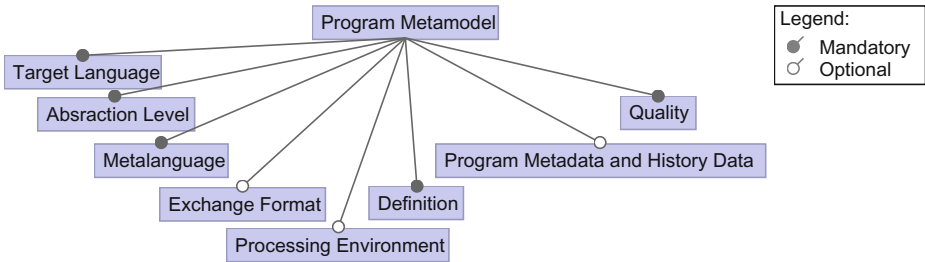 Program Metamodel
Legend:
Mandatory
Optional
Target Language
Absraction Level
Quality
Metalanguage
Program Metadata and History Data
Exchange Format
Definition
Processing Environment